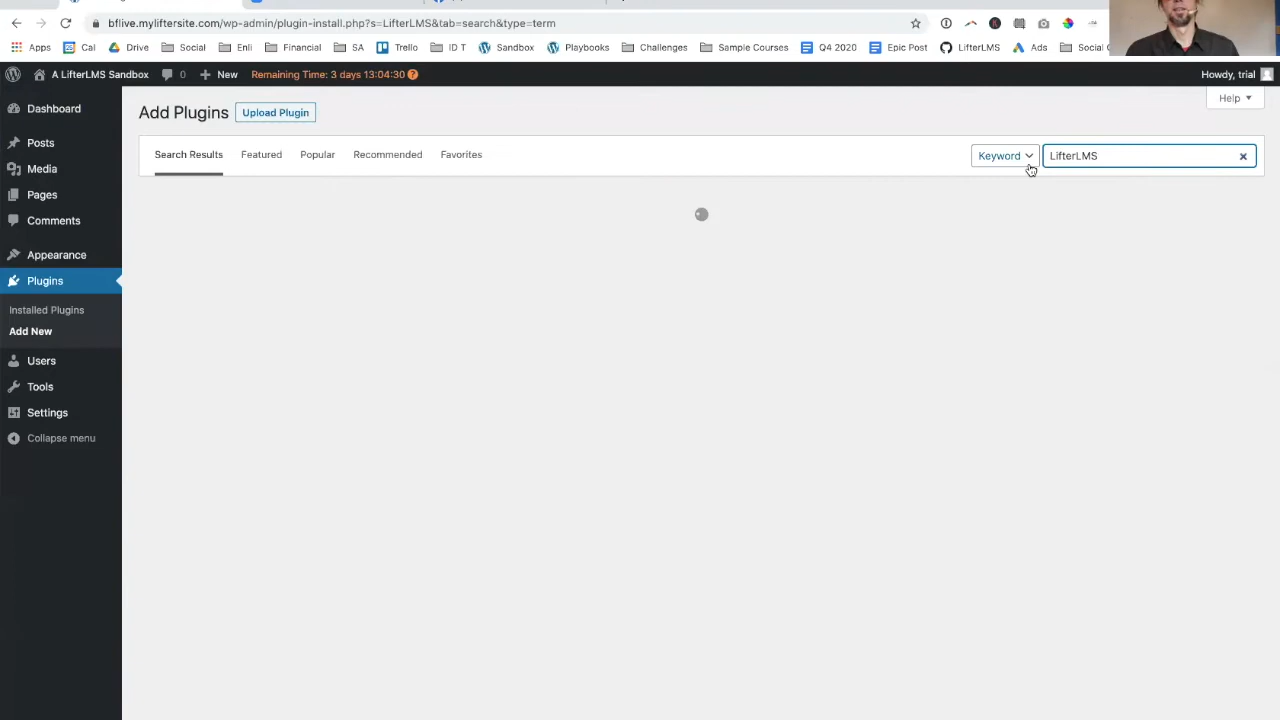 bflive.myliftersite.com/wp-admin/plugin-install.php?s=LifterLMS&tab=search&type=term
Apps Cal Drive Social Enli Financial SA Trello ID T Sandbox Playbooks Challenges Sample Courses Q4 2020 Epic Post LifterLMS Ads Social
A LifterLMS Sandbox 0 New Remaining Time: 3 days 13:04:30 ? Howdy, trial
Dashboard
Posts
Media
Pages
Comments
Appearance
Plugins
Installed Plugins
Add New
Users
Tools
Settings
Collapse menu
Add Plugins Upload Plugin
Help
Search Results Featured Popular Recommended Favorites Keyword LifterLMS